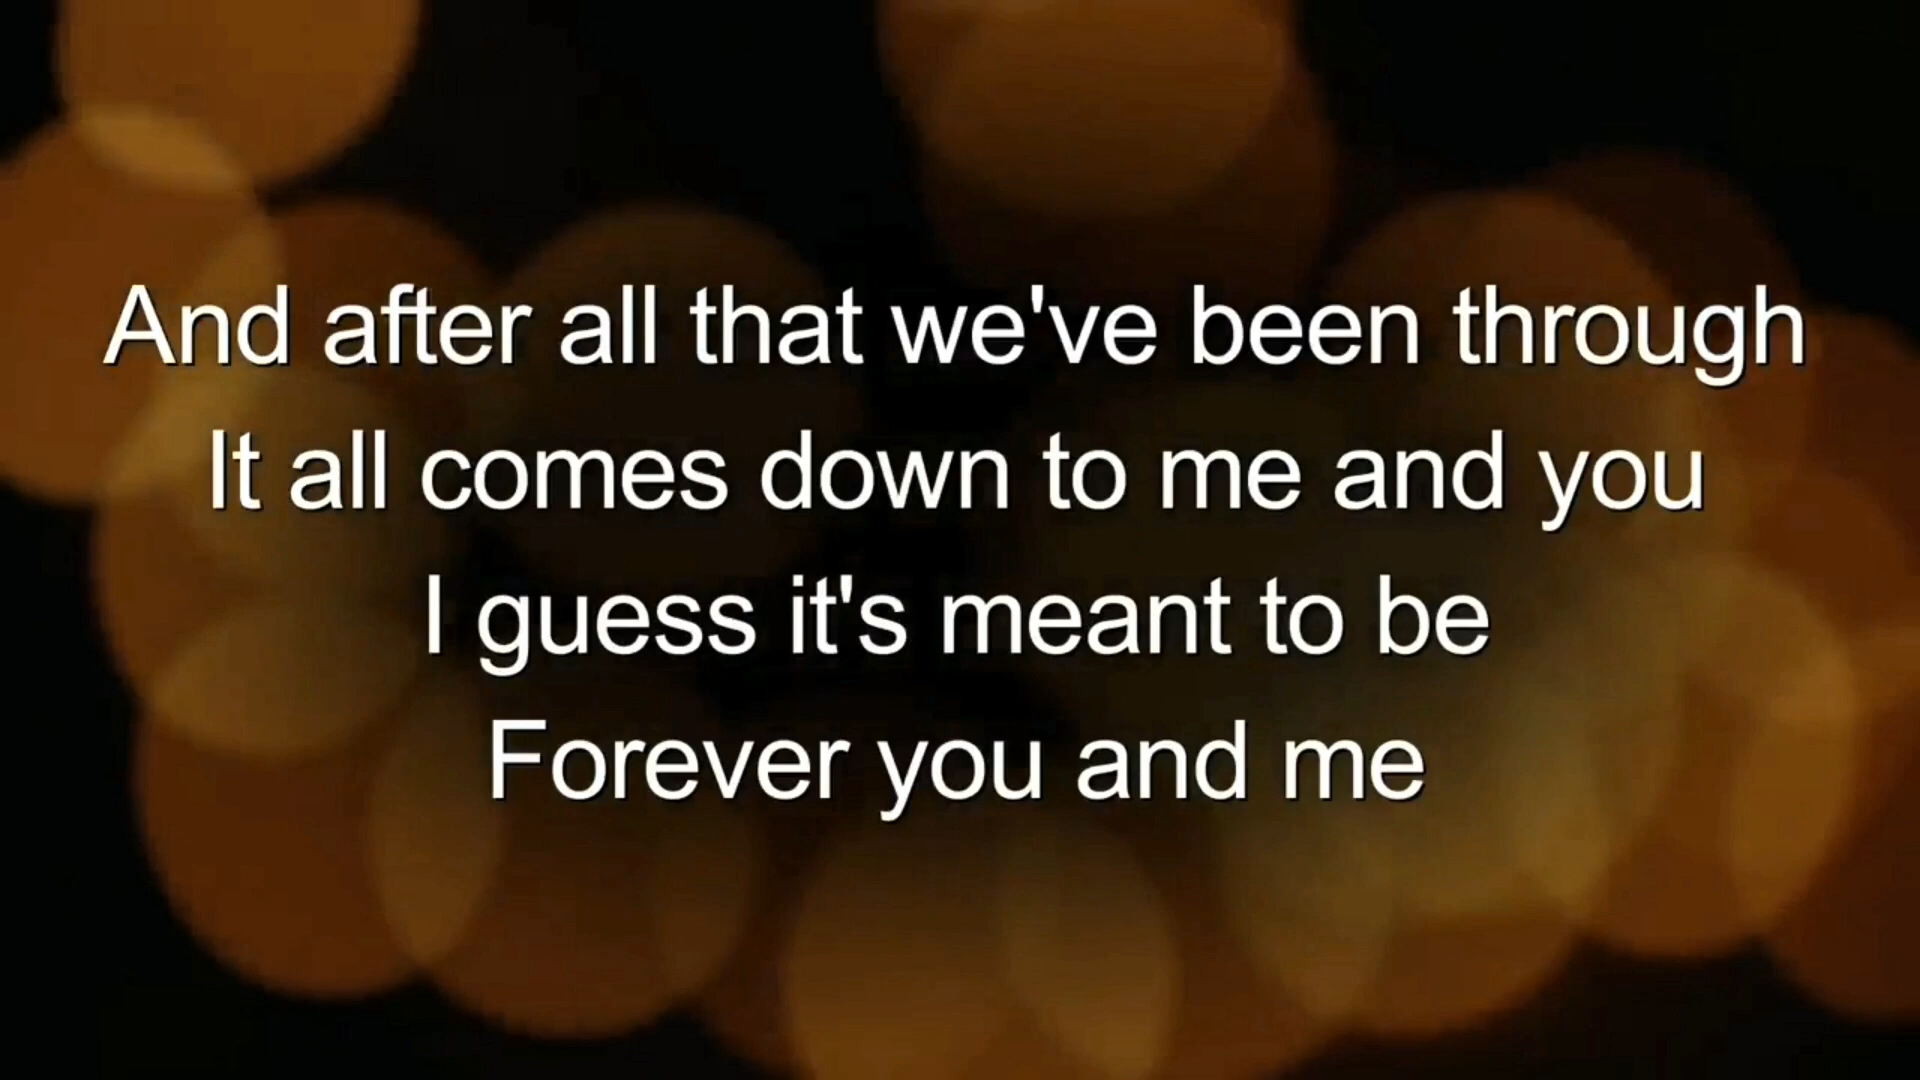 And after all that we've been through
It all comes down to me and you
I guess it's meant to be
Forever you and me